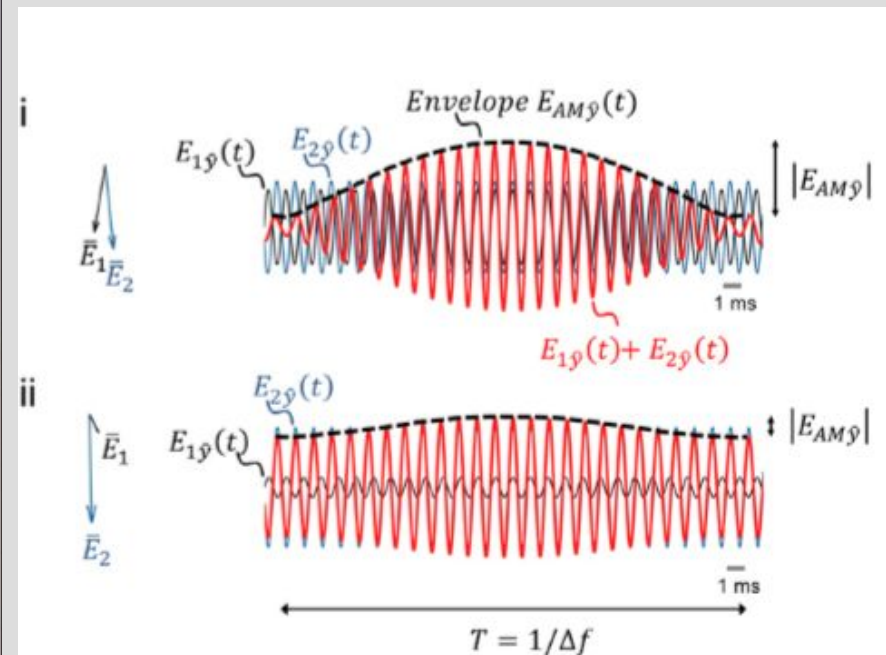 i
Envelope E_AMŷ(t)
E_1ŷ(t)
E_2ŷ(t)
|E_AMŷ|
Ē_1
Ē_2
1 ms
E_1ŷ(t)+ E_2ŷ(t)
ii
E_2ŷ(t)
E_1ŷ(t)
|E_AMŷ|
Ē_1
Ē_2
1 ms
T = 1/Δf